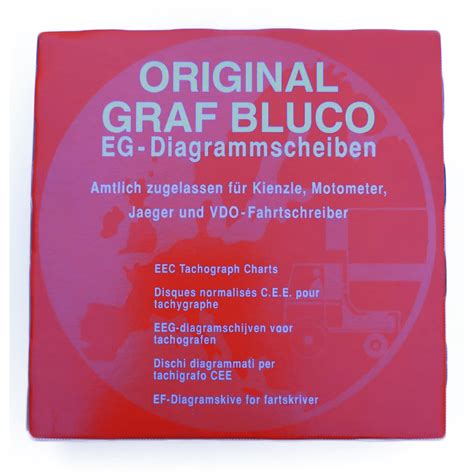 ORIGINAL
GRAF BLUCO
EG-Diagrammscheiben
Amtlich zugelassen für Kienzle, Motometer,
Jaeger und VDO-Fahrtschreiber
EEC Tachograph Charts
Disques normalisés C.E.E. pour
tachygraphe
EEG-diagramschijven voor
tachografen
Dischi diagrammati per
tachigrafo CEE
EF-Diagramskive for fartskriver